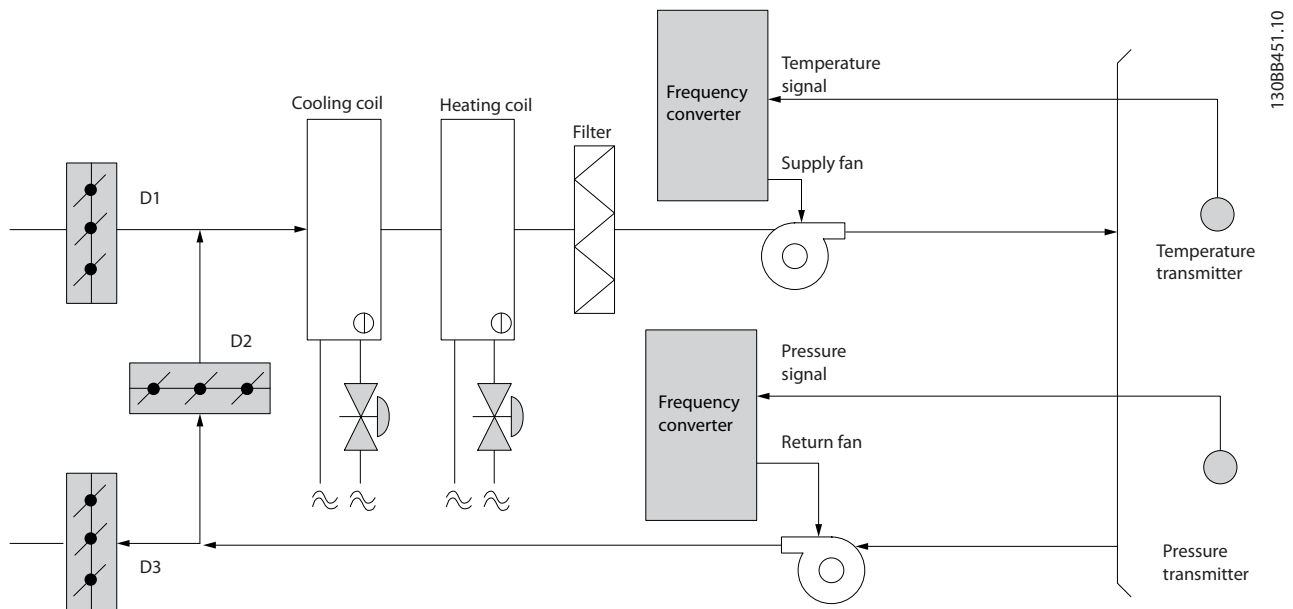 130BB451.10
Temperature
signal
Frequency
converter
Cooling coil
Heating coil
Filter
Supply fan
D1
Temperature
transmitter
D2
Pressure
signal
Frequency
converter
Return fan
D3
Pressure
transmitter